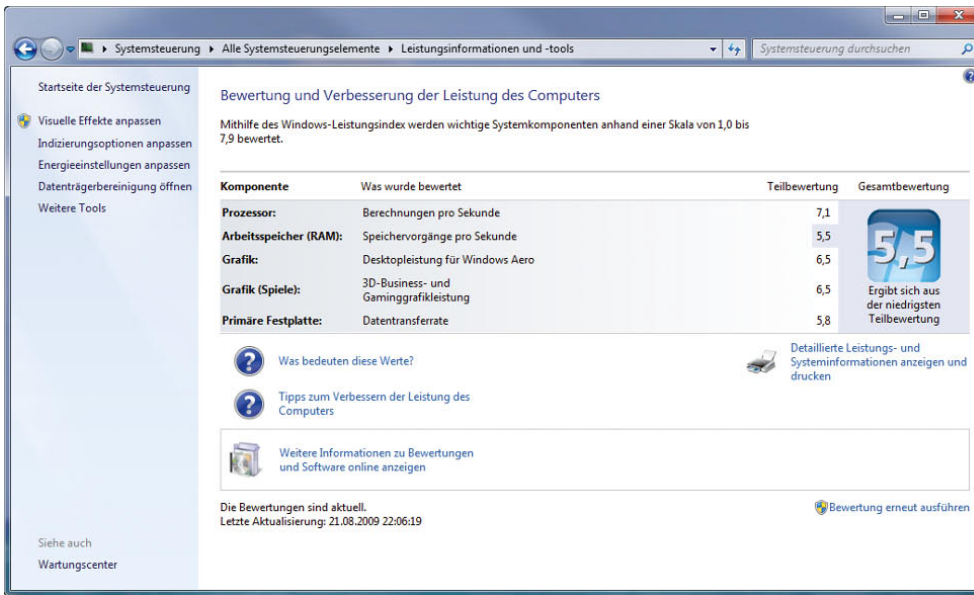 Systemsteuerung ▸ Alle Systemsteuerungselemente ▸ Leistungsinformationen und -tools
Systemsteuerung durchsuchen
Startseite der Systemsteuerung
Visuelle Effekte anpassen
Indizierungsoptionen anpassen
Energieeinstellungen anpassen
Datenträgerbereinigung öffnen
Weitere Tools
Siehe auch
Wartungscenter
Bewertung und Verbesserung der Leistung des Computers
Mithilfe des Windows-Leistungsindex werden wichtige Systemkomponenten anhand einer Skala von 1,0 bis
7,9 bewertet.
Komponente Was wurde bewertet Teilbewertung Gesamtbewertung
Prozessor: Berechnungen pro Sekunde 7,1
Arbeitsspeicher (RAM): Speichervorgänge pro Sekunde 5,5
Grafik: Desktopleistung für Windows Aero 6,5
Grafik (Spiele): 3D-Business- und
Gaminggrafikleistung 6,5
Primäre Festplatte: Datentransferrate 5,8
5,5
Ergibt sich aus
der niedrigsten
Teilbewertung
Was bedeuten diese Werte?
Tipps zum Verbessern der Leistung des
Computers
Detaillierte Leistungs- und
Systeminformationen anzeigen und
drucken
Weitere Informationen zu Bewertungen
und Software online anzeigen
Die Bewertungen sind aktuell.
Letzte Aktualisierung: 21.08.2009 22:06:19
Bewertung erneut ausführen